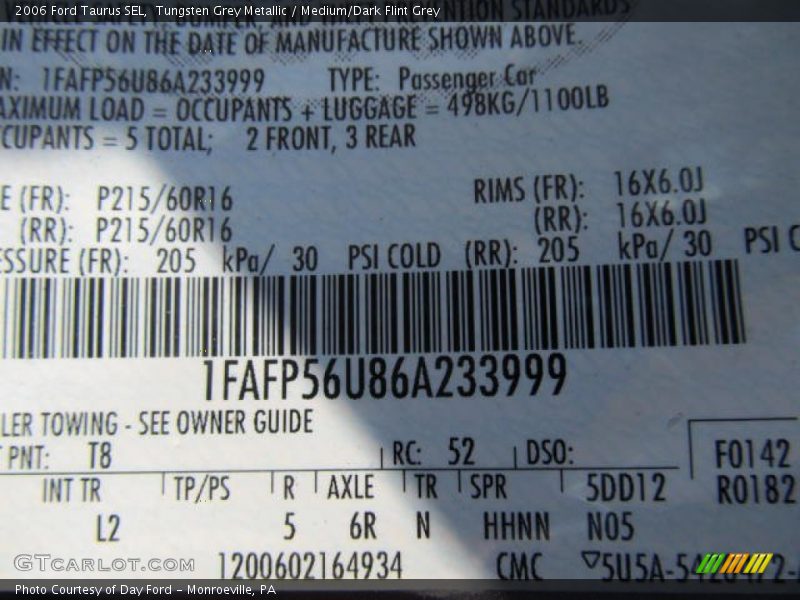 2006 Ford Taurus SEL,  Tungsten Grey Metallic / Medium/Dark Flint Grey
STANDARDS
IN EFFECT ON THE DATE OF MANUFACTURE SHOWN ABOVE.
N: 1FAFP56U86A233999 TYPE: Passenger Car
AXIMUM LOAD = OCCUPANTS + LUGGAGE = 498KG/1100LB
CUPANTS = 5 TOTAL; 2 FRONT, 3 REAR
E (FR): P215/60R16 RIMS (FR): 16X6.0J
(RR): P215/60R16 (RR): 16X6.0J
SSURE (FR): 205 kPa/ 30 PSI COLD (RR): 205 kPa/ 30 PSI C
1FAFP56U86A233999
LER TOWING - SEE OWNER GUIDE
PNT: T8 RC: 52 DSO: F0142
INT TR TP/PS R AXLE TR SPR 5DD12 R0182
L2 5 6R N HHNN N05
1200602164934 CMC
GTCARLOT.COM
Photo Courtesy of Day Ford – Monroeville, PA